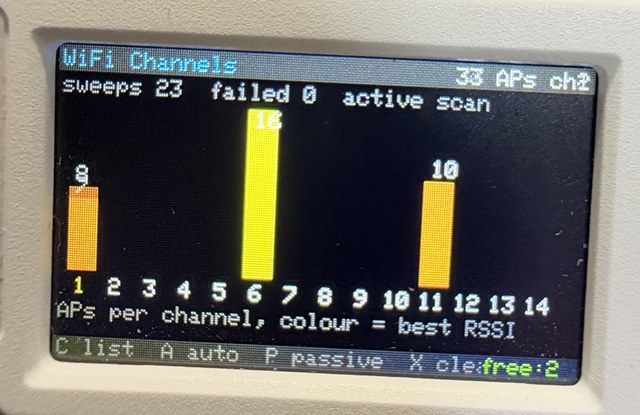 WiFi Channels 33 APs ch
sweeps 23 failed 0 active scan
16
8 10
1 2 3 4 5 6 7 8 9 10 11 12 13 14
APs per channel, colour = best RSSI
C list A auto P passive X cle free:2